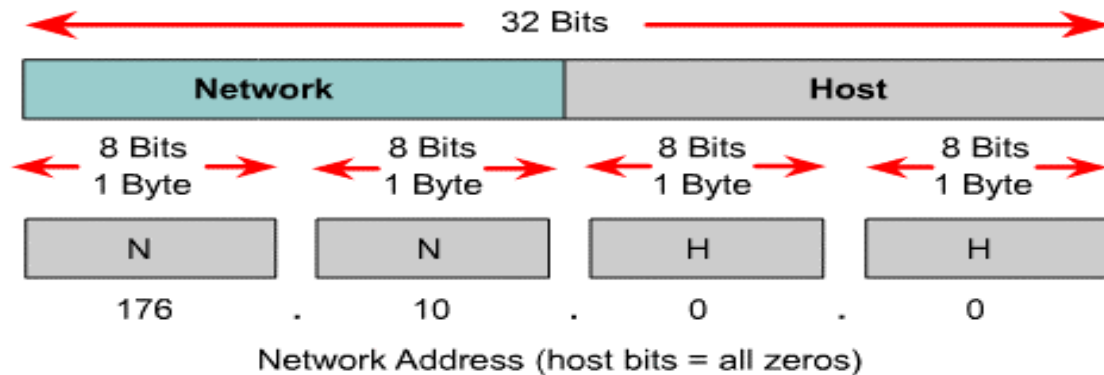 32 Bits
Network Host
8 Bits 8 Bits 8 Bits 8 Bits
1 Byte 1 Byte 1 Byte 1 Byte
N N H H
176 . 10 . 0 . 0
Network Address (host bits = all zeros)